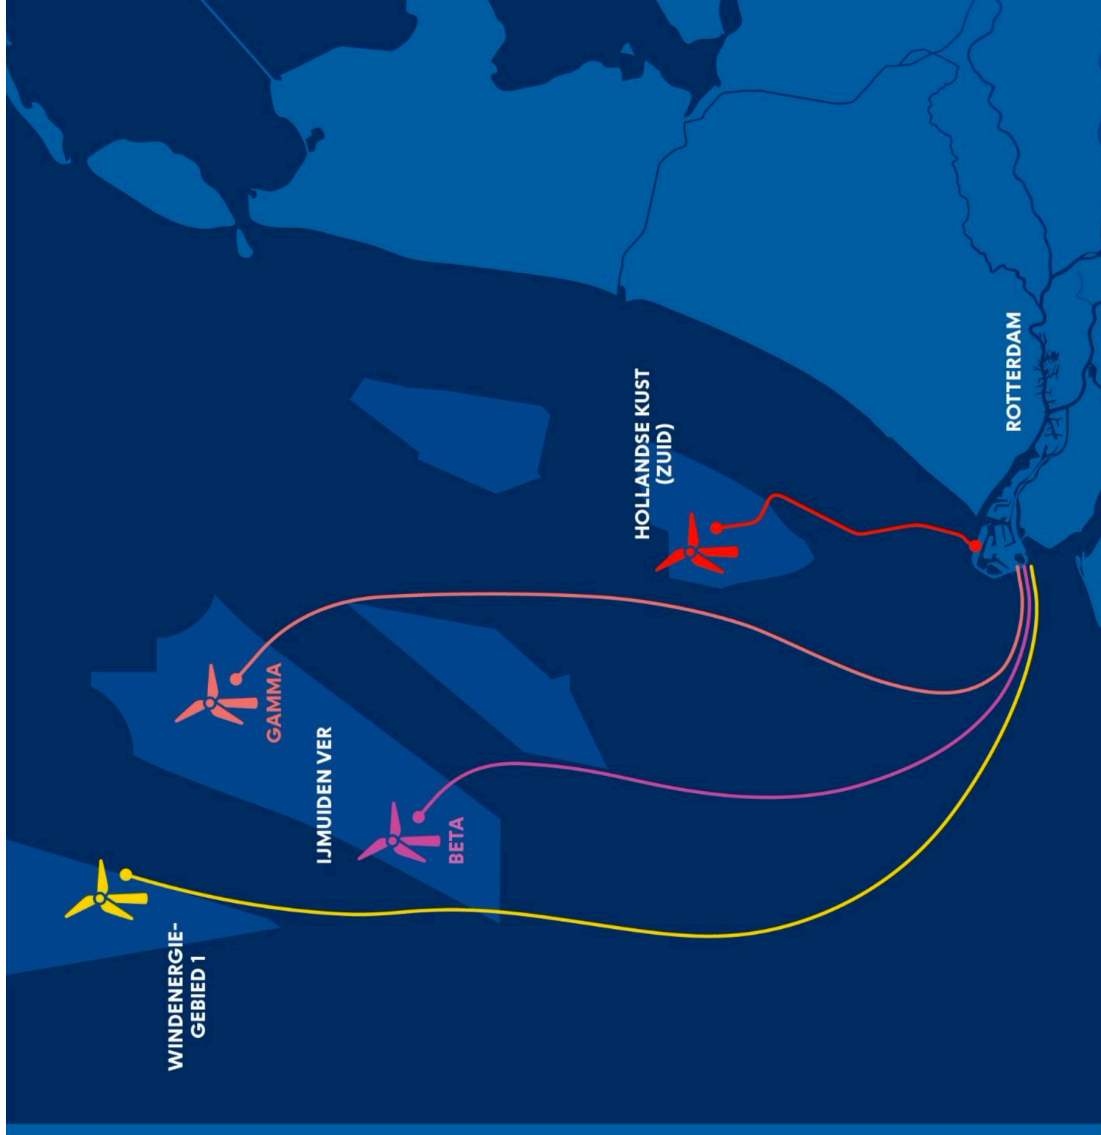 WINDENERGIE-
GEBIED 1
IJMUIDEN VER
GAMMA
BETA
HOLLANDSE KUST
(ZUID)
ROTTERDAM